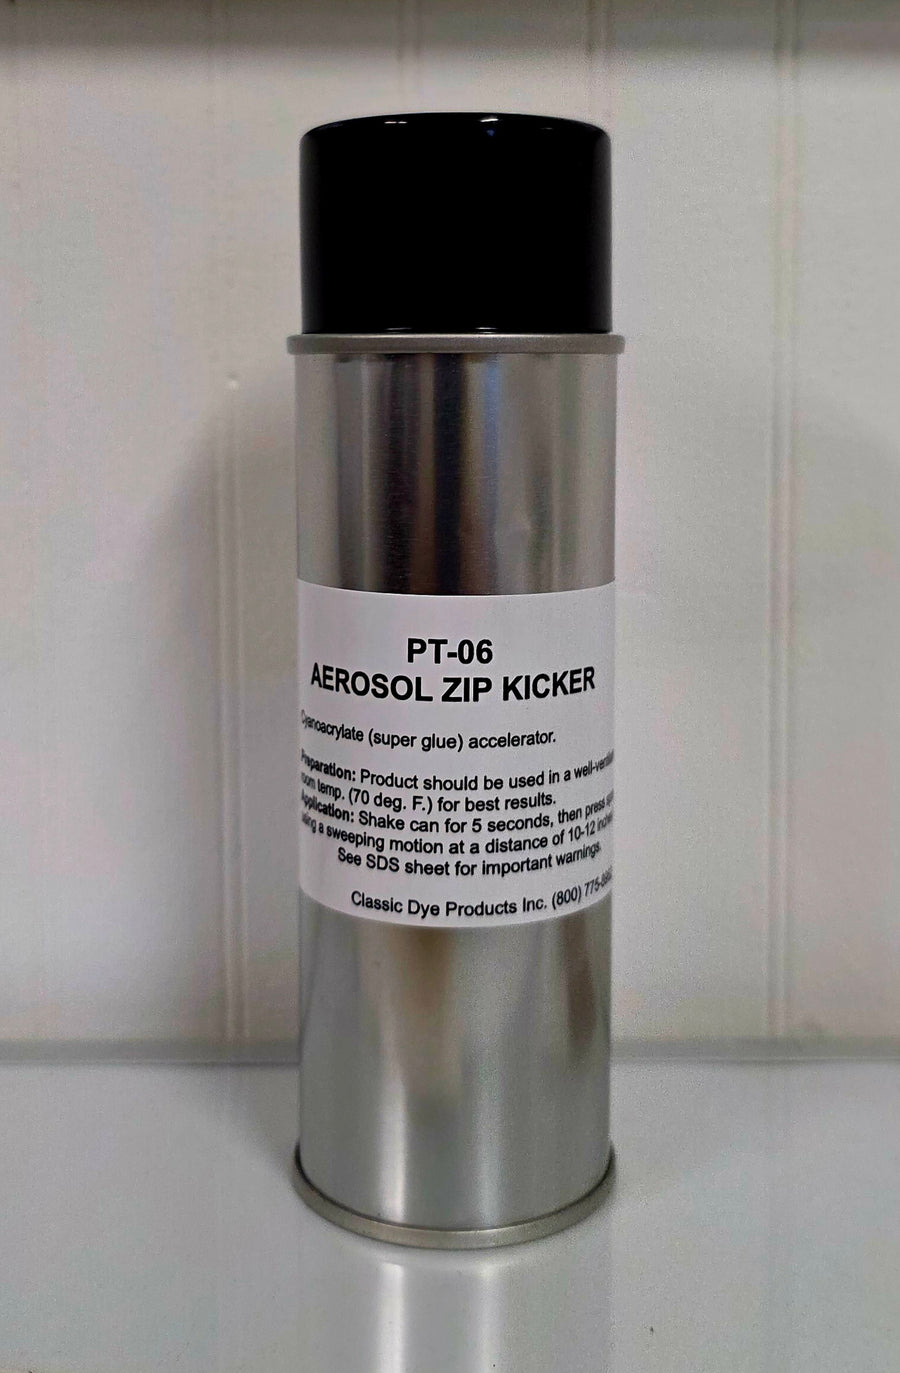 PT-06
AEROSOL ZIP KICKER
Cyanoacrylate (super glue) accelerator.
Preparation: Product should be used in a
room temp. (70 deg. F.) for best results.
Application: Shake can for 5 seconds, then press
using a sweeping motion at a distance of 10-12
See SDS sheet for important warnings.
Classic Dye Products Inc. (800)